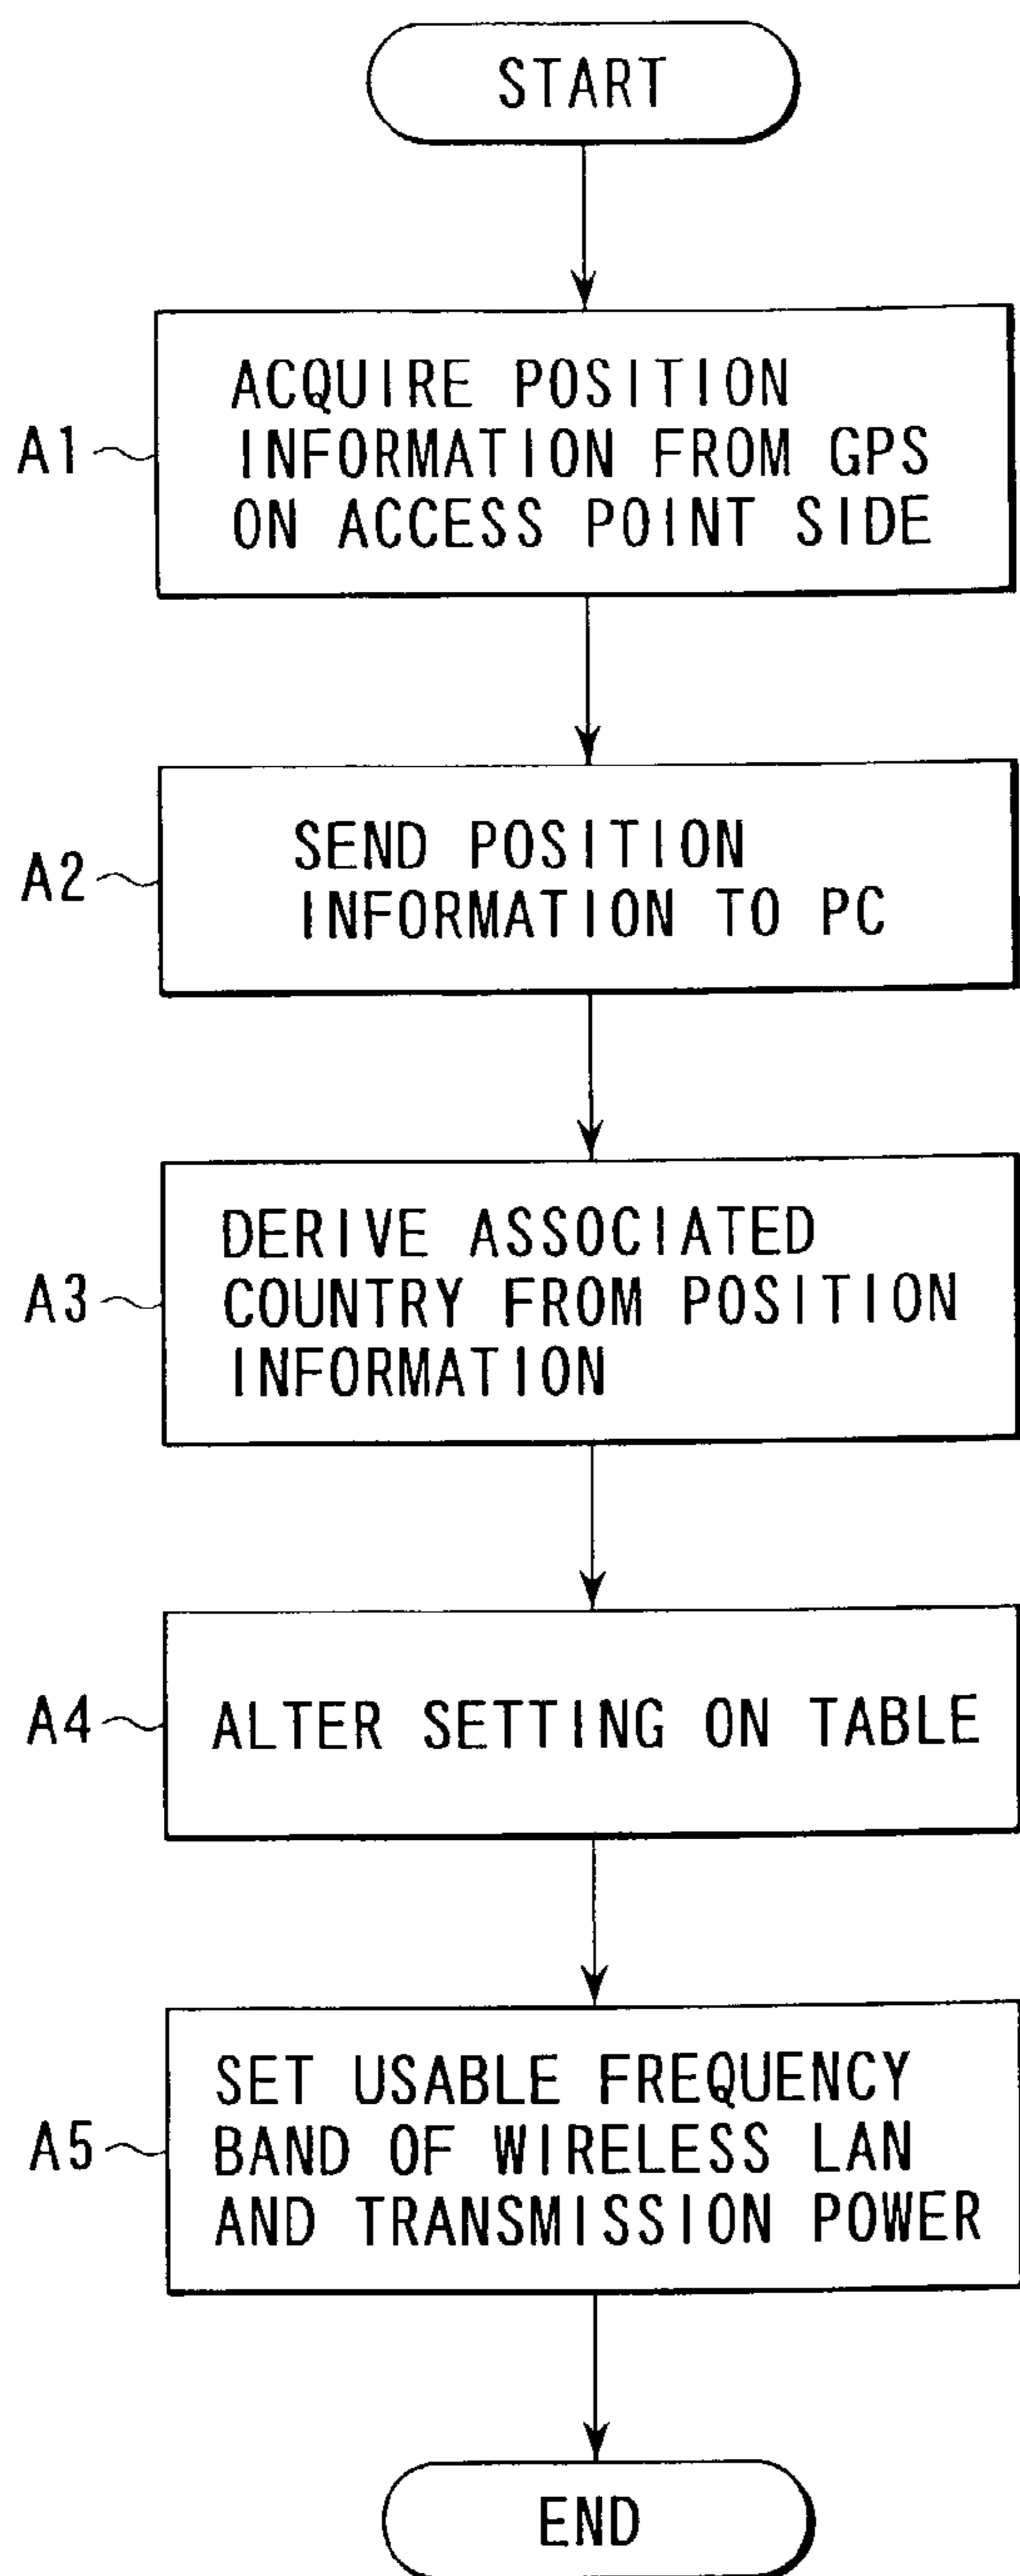 START
A1
ACQUIRE POSITION
INFORMATION FROM GPS
ON ACCESS POINT SIDE
A2
SEND POSITION
INFORMATION TO PC
A3
DERIVE ASSOCIATED
COUNTRY FROM POSITION
INFORMATION
A4
ALTER SETTING ON TABLE
A5
SET USABLE FREQUENCY
BAND OF WIRELESS LAN
AND TRANSMISSION POWER
END